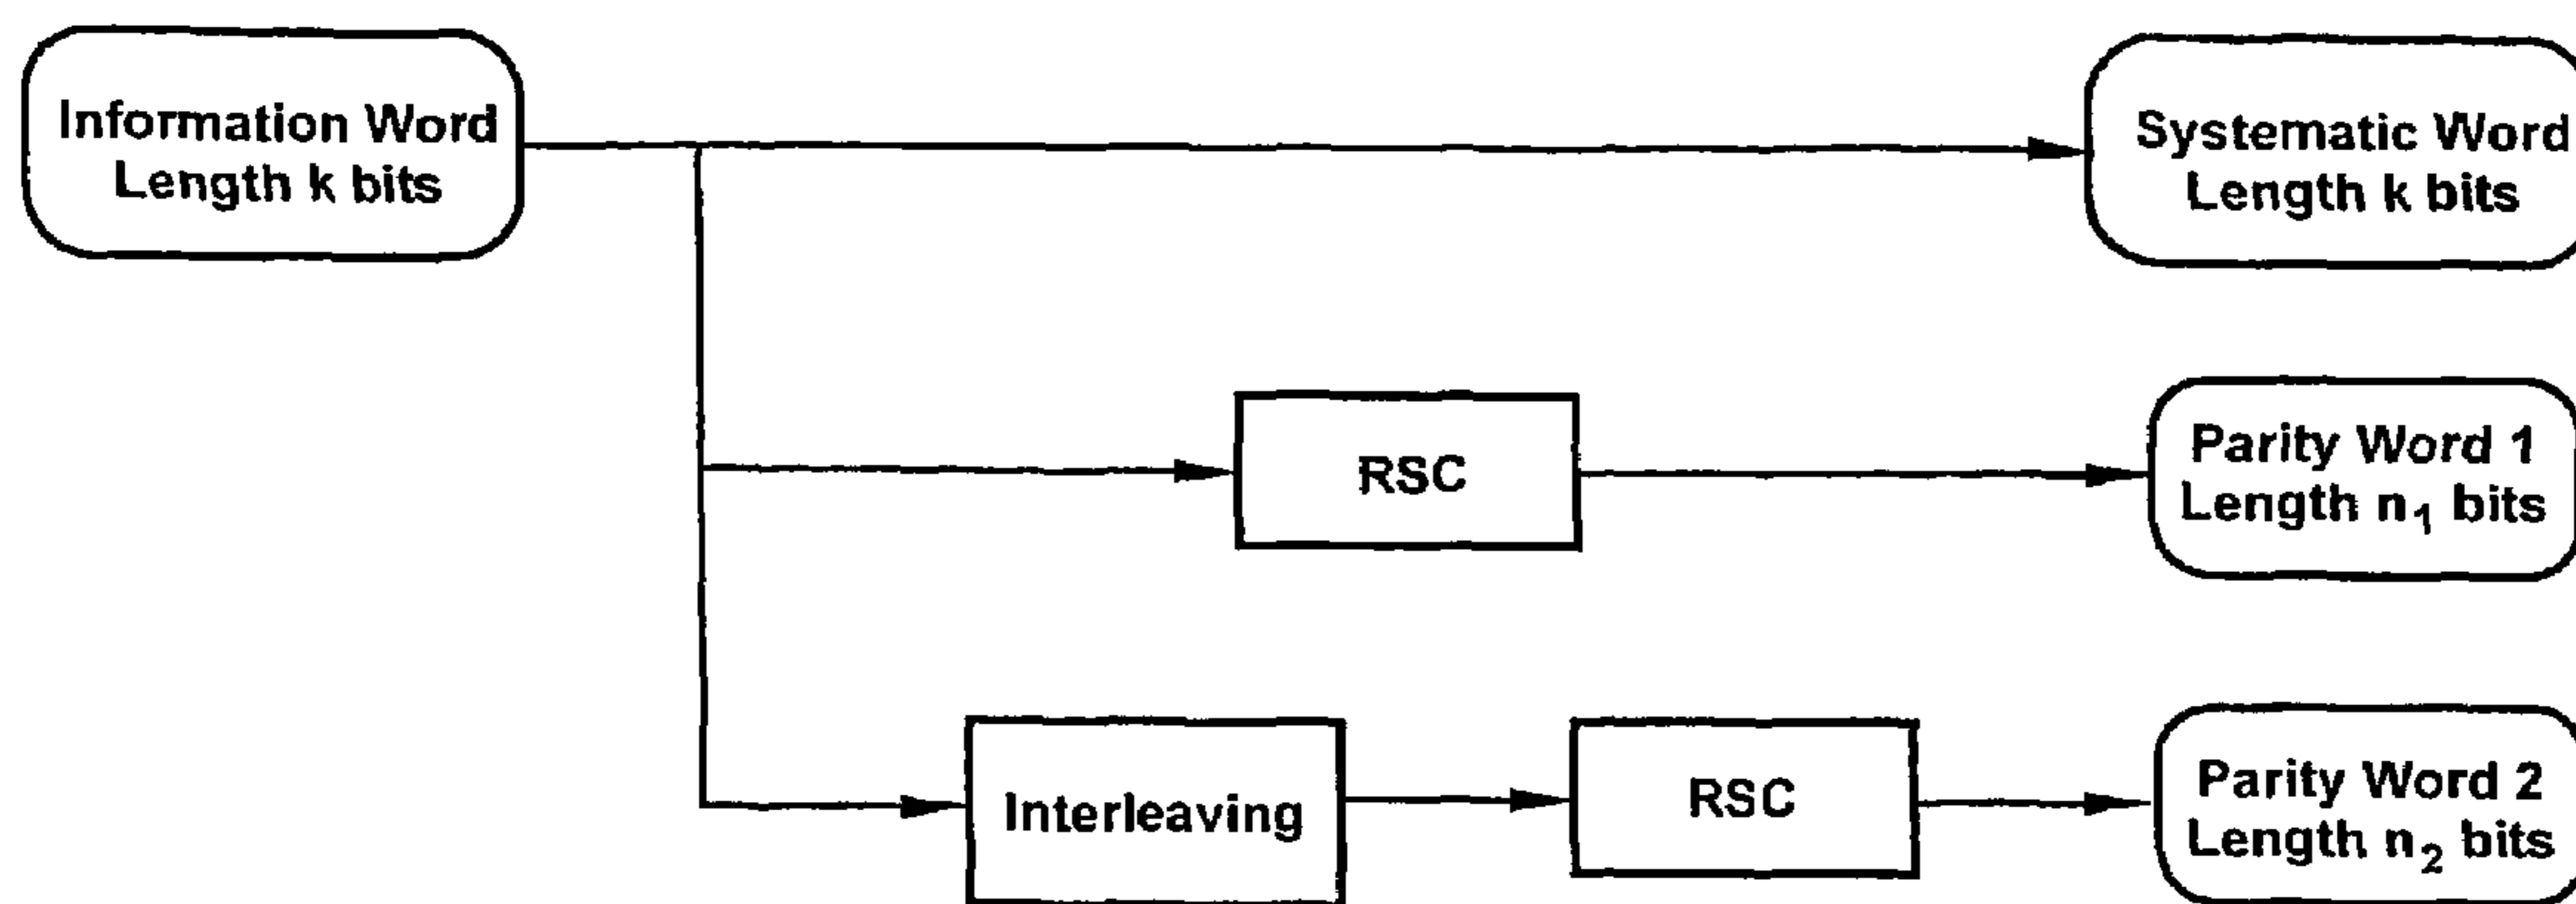 Information Word
Length k bits
Systematic Word
Length k bits
RSC
Parity Word 1
Length n₁ bits
Interleaving
RSC
Parity Word 2
Length n₂ bits